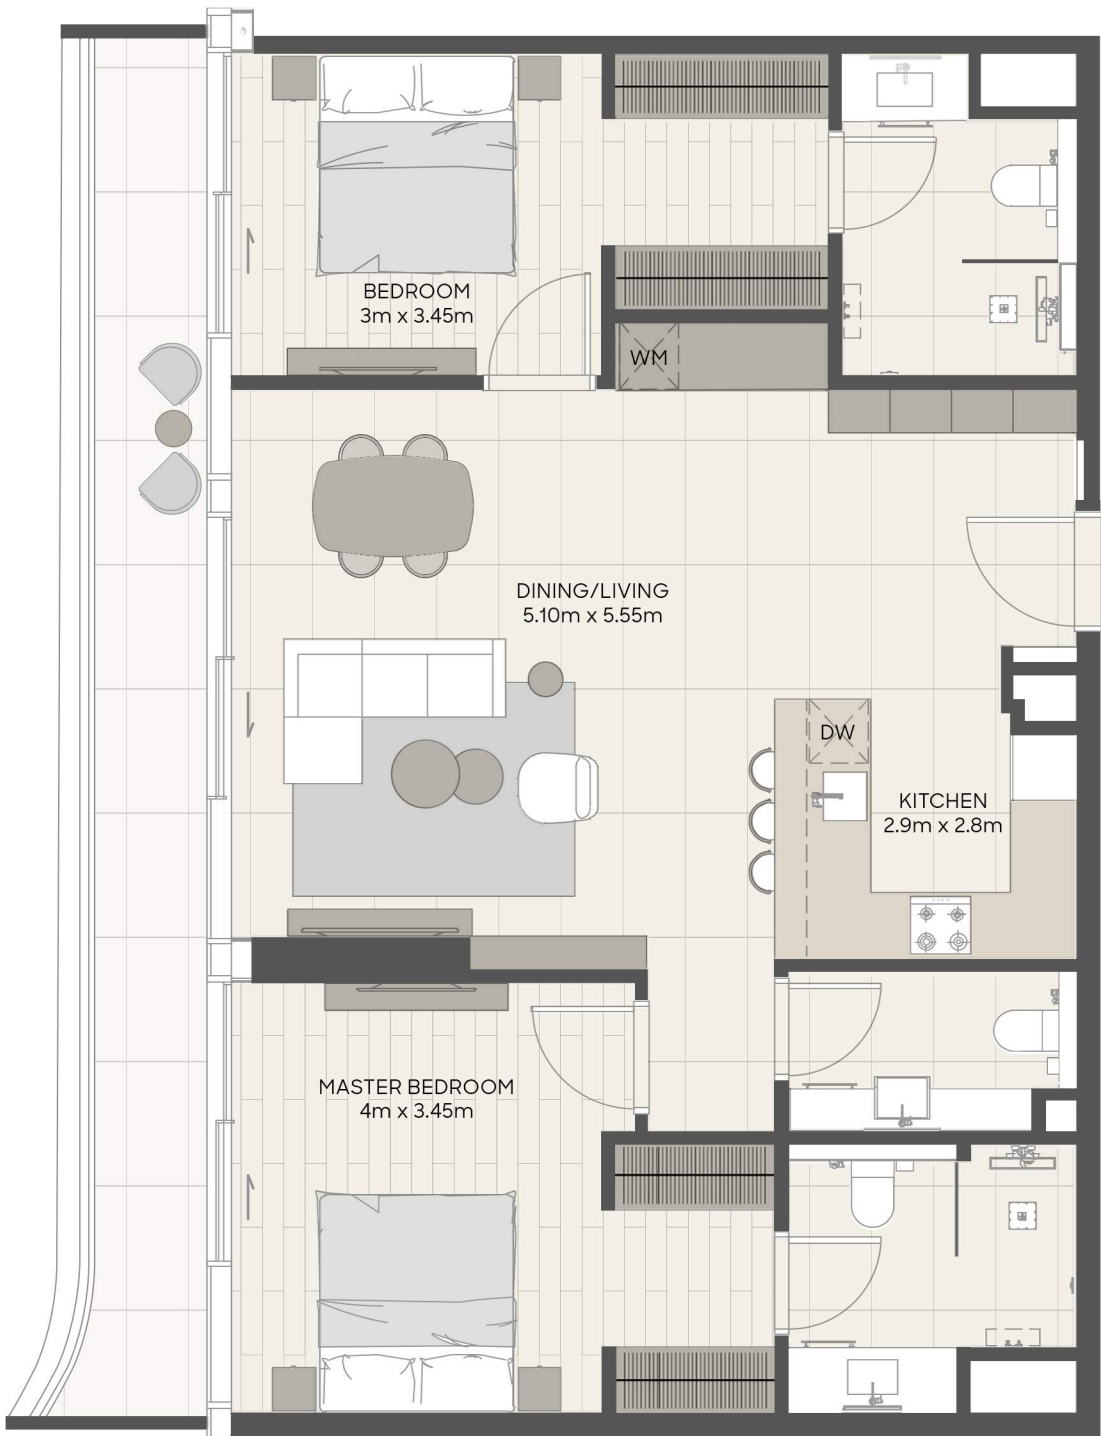 BEDROOM
3m x 3.45m
WM
DINING/LIVING
5.10m x 5.55m
DW
KITCHEN
2.9m x 2.8m
MASTER BEDROOM
4m x 3.45m